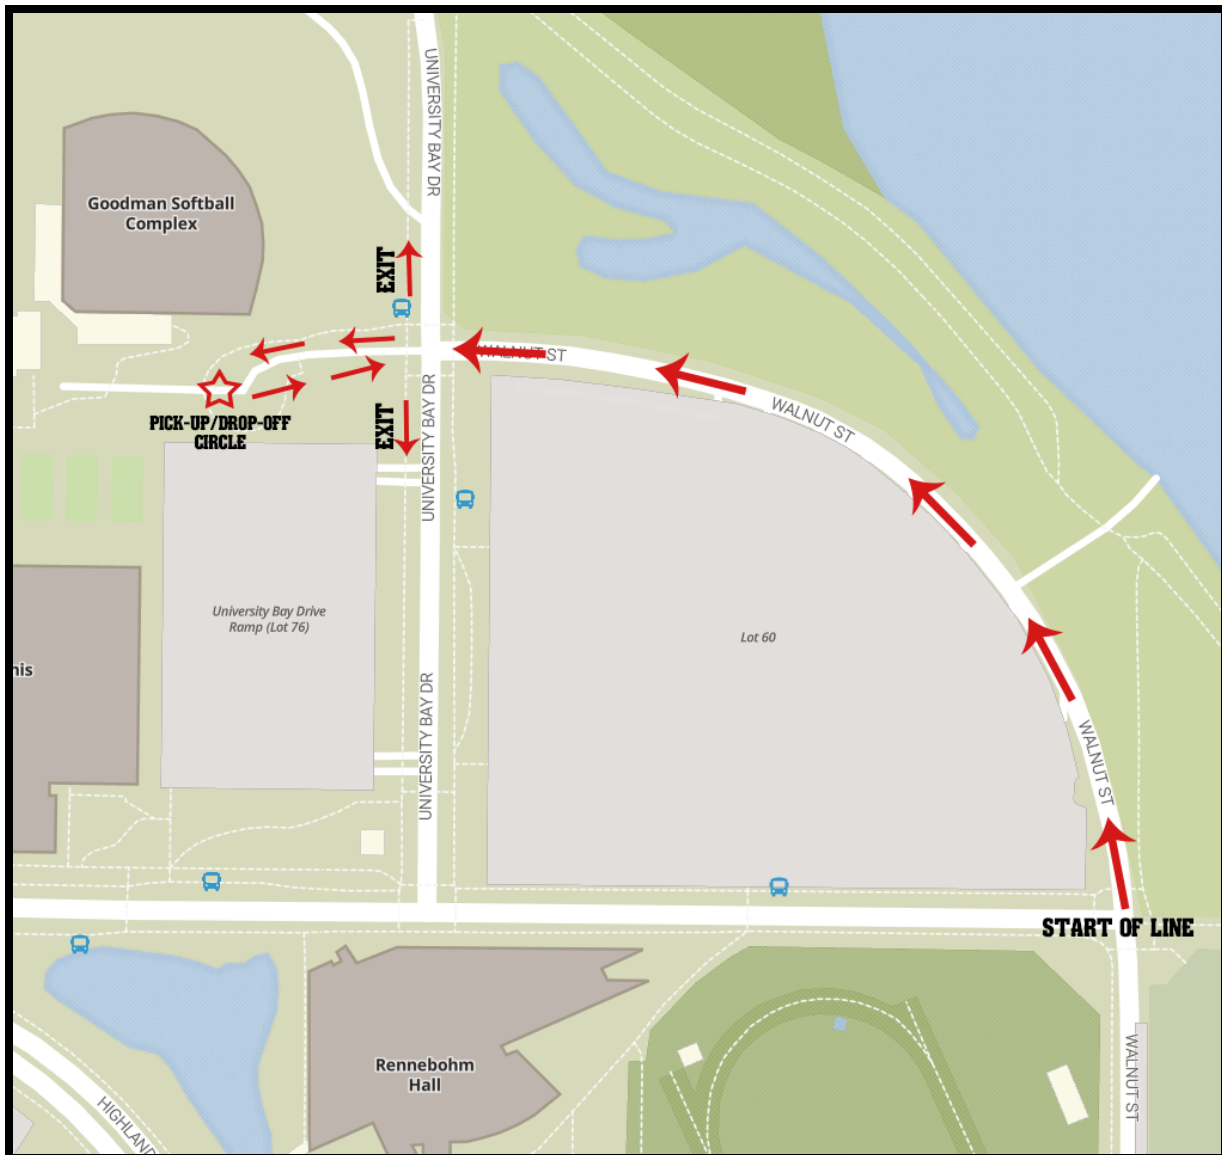 UNIVERSITY BAY DR
Goodman Softball
Complex
EXIT
WALNUT ST
WALNUT ST
PICK-UP/DROP-OFF
CIRCLE
EXIT
UNIVERSITY BAY DR
University Bay Drive
Ramp (Lot 76)
Lot 60
nis
UNIVERSITY BAY DR
WALNUT ST
START OF LINE
Rennebohm
Hall
WALNUT ST
HIGHLAND